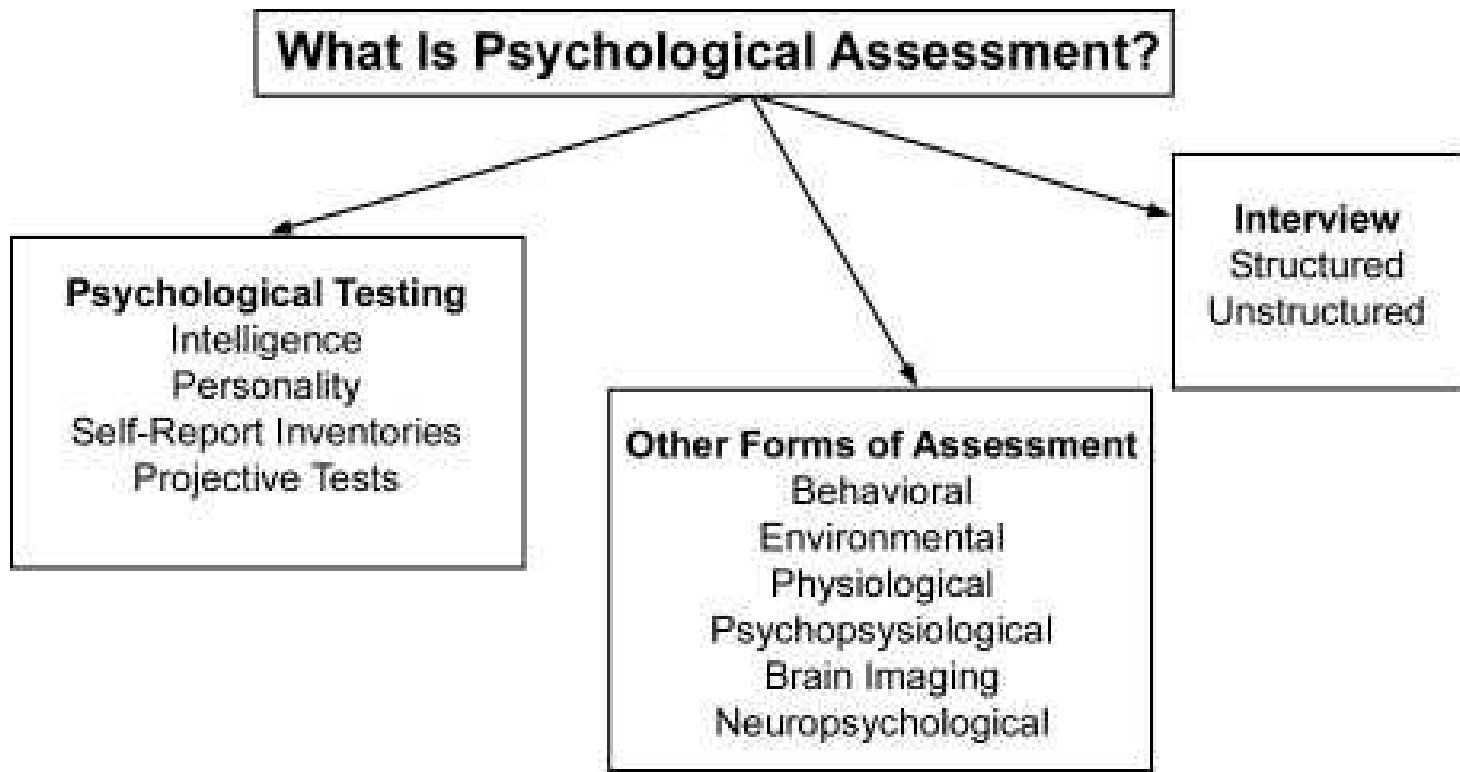 What Is Psychological Assessment?
Psychological Testing
Intelligence
Personality
Self-Report Inventories
Projective Tests
Other Forms of Assessment
Behavioral
Environmental
Physiological
Psychopsysiological
Brain Imaging
Neuropsychological
Interview
Structured
Unstructured